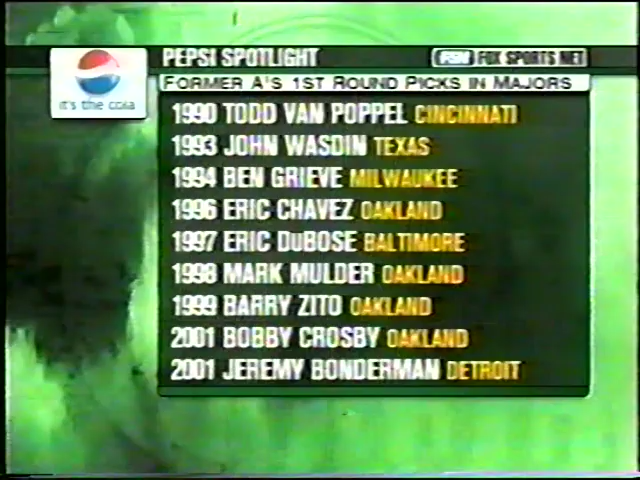 PEPSI SPOTLIGHT
FSN FOX SPORTS NET
it's the cola
FORMER A'S 1ST ROUND PICKS IN MAJORS
1990 TODD VAN POPPEL CINCINNATI
1993 JOHN WASDIN TEXAS
1994 BEN GRIEVE MILWAUKEE
1996 ERIC CHAVEZ OAKLAND
1997 ERIC DuBOSE BALTIMORE
1998 MARK MULDER OAKLAND
1999 BARRY ZITO OAKLAND
2001 BOBBY CROSBY OAKLAND
2001 JEREMY BONDERMAN DETROIT